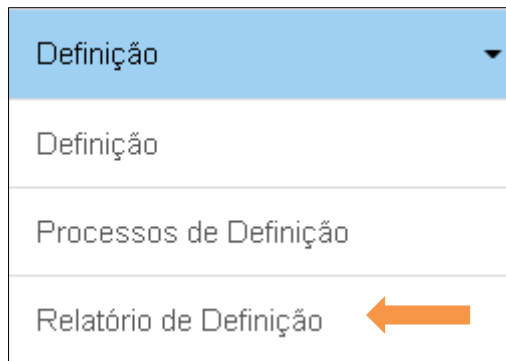 Definição
Definição
Processos de Definição
Relatório de Definição